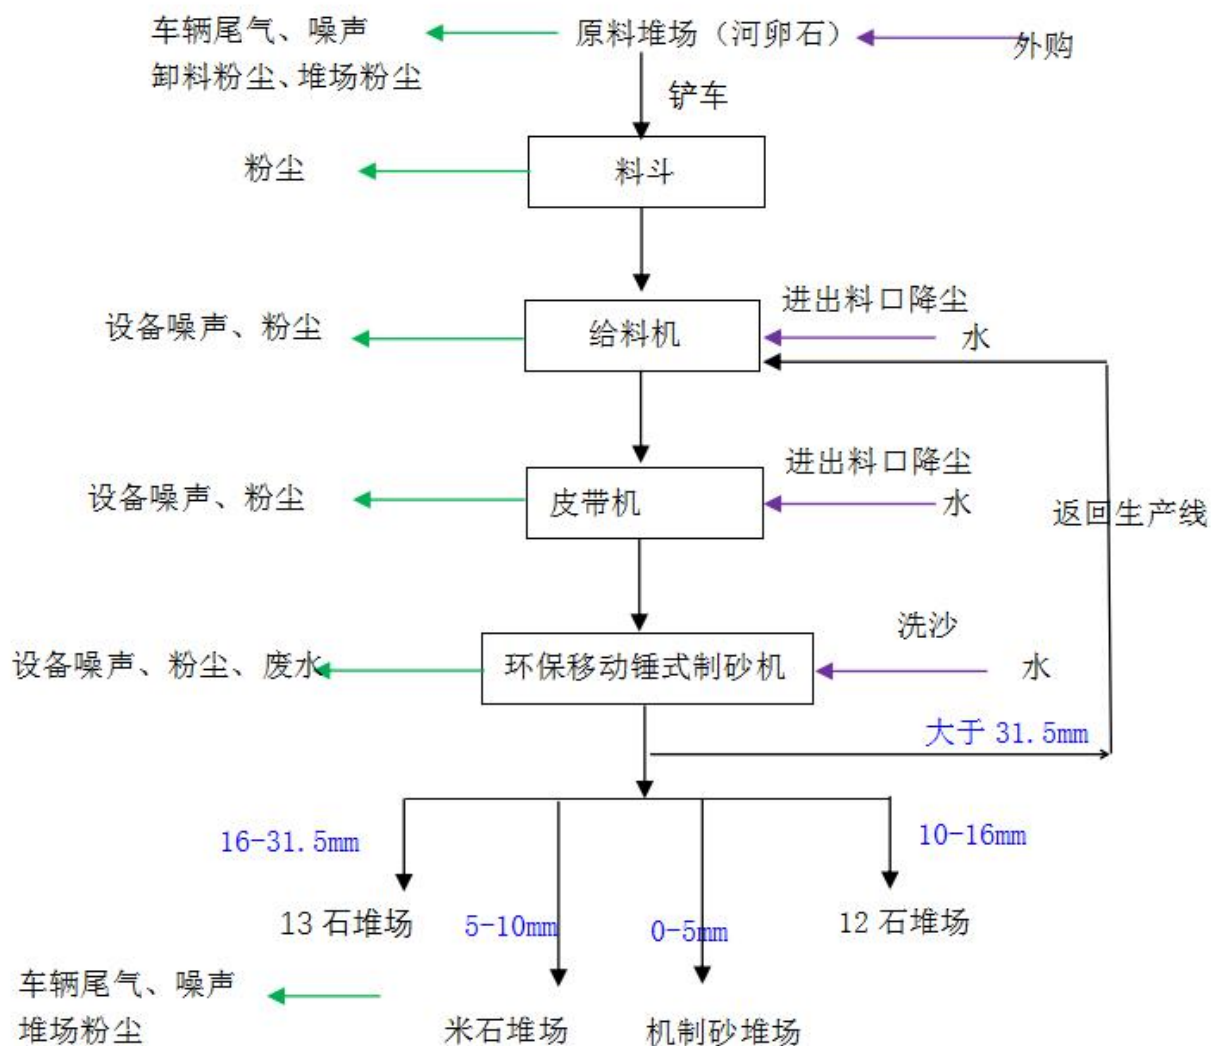 车辆尾气、噪声
卸料粉尘、堆场粉尘
原料堆场（河卵石）
外购
铲车
粉尘
料斗
进出料口降尘
设备噪声、粉尘
给料机
水
进出料口降尘
设备噪声、粉尘
皮带机
水
返回生产线
洗沙
设备噪声、粉尘、废水
环保移动锤式制砂机
水
大于 31.5mm
16-31.5mm
10-16mm
13 石堆场
5-10mm
0-5mm
12 石堆场
车辆尾气、噪声
堆场粉尘
米石堆场
机制砂堆场